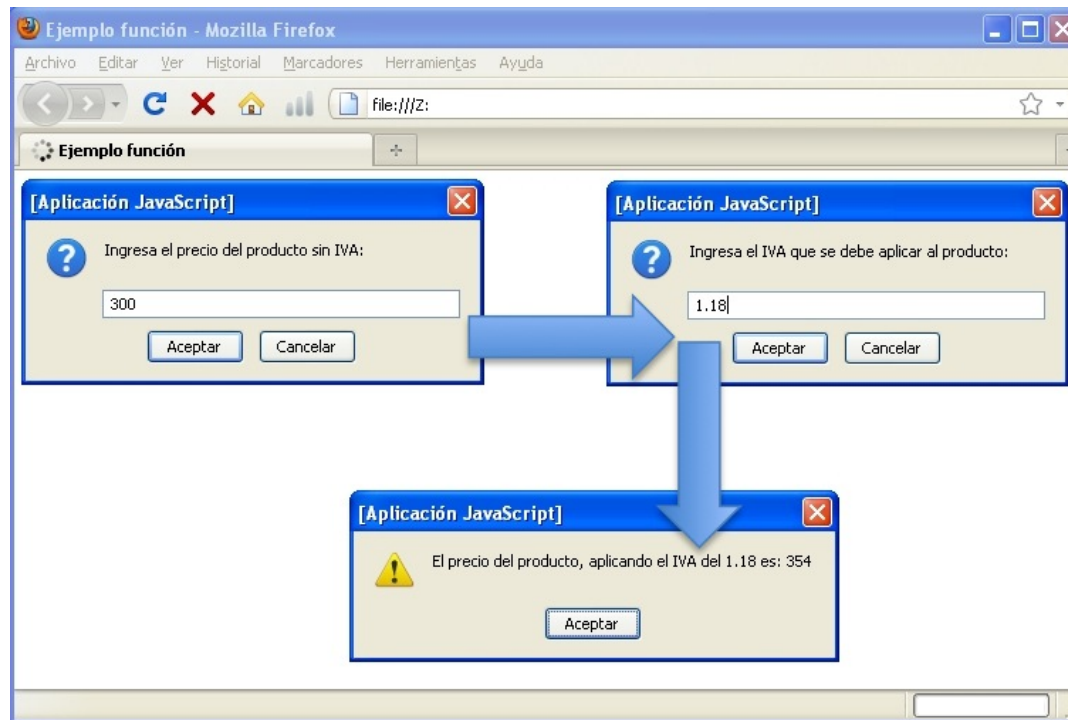 Ejemplo función - Mozilla Firefox
Archivo Editar Ver Historial Marcadores Herramientas Ayuda
file:///Z:
Ejemplo función
[Aplicación JavaScript]
Ingresa el precio del producto sin IVA:
300
Aceptar Cancelar
[Aplicación JavaScript]
Ingresa el IVA que se debe aplicar al producto:
1.18
Aceptar Cancelar
[Aplicación JavaScript]
El precio del producto, aplicando el IVA del 1.18 es: 354
Aceptar